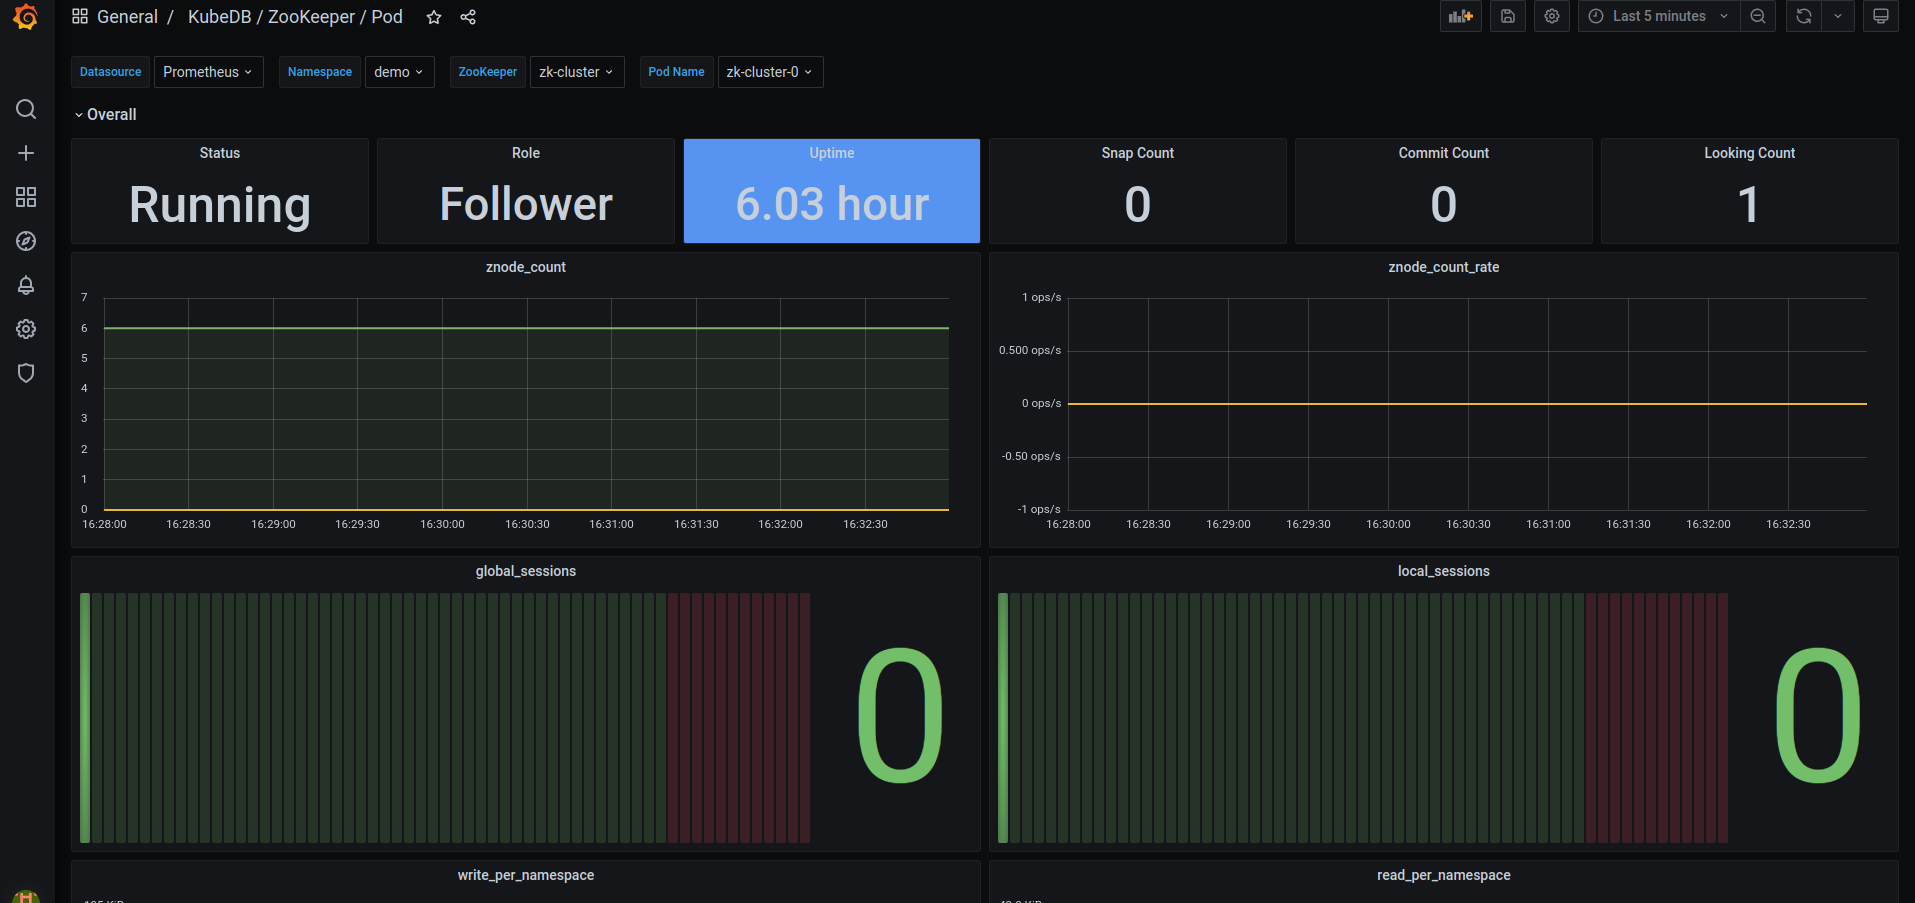 General / KubeDB / ZooKeeper / Pod
Last 5 minutes
Datasource Prometheus Namespace demo ZooKeeper zk-cluster Pod Name zk-cluster-0
Overall
Status Role Uptime Snap Count Commit Count Looking Count
Running Follower 6.03 hour 0 0 1
znode_count
7
6
5
4
3
2
1
0
16:28:00 16:28:30 16:29:00 16:29:30 16:30:00 16:30:30 16:31:00 16:31:30 16:32:00 16:32:30
znode_count_rate
1 ops/s
0.500 ops/s
0 ops/s
-0.50 ops/s
-1 ops/s
16:28:00 16:28:30 16:29:00 16:29:30 16:30:00 16:30:30 16:31:00 16:31:30 16:32:00 16:32:30
global_sessions
0
local_sessions
0
write_per_namespace
read_per_namespace